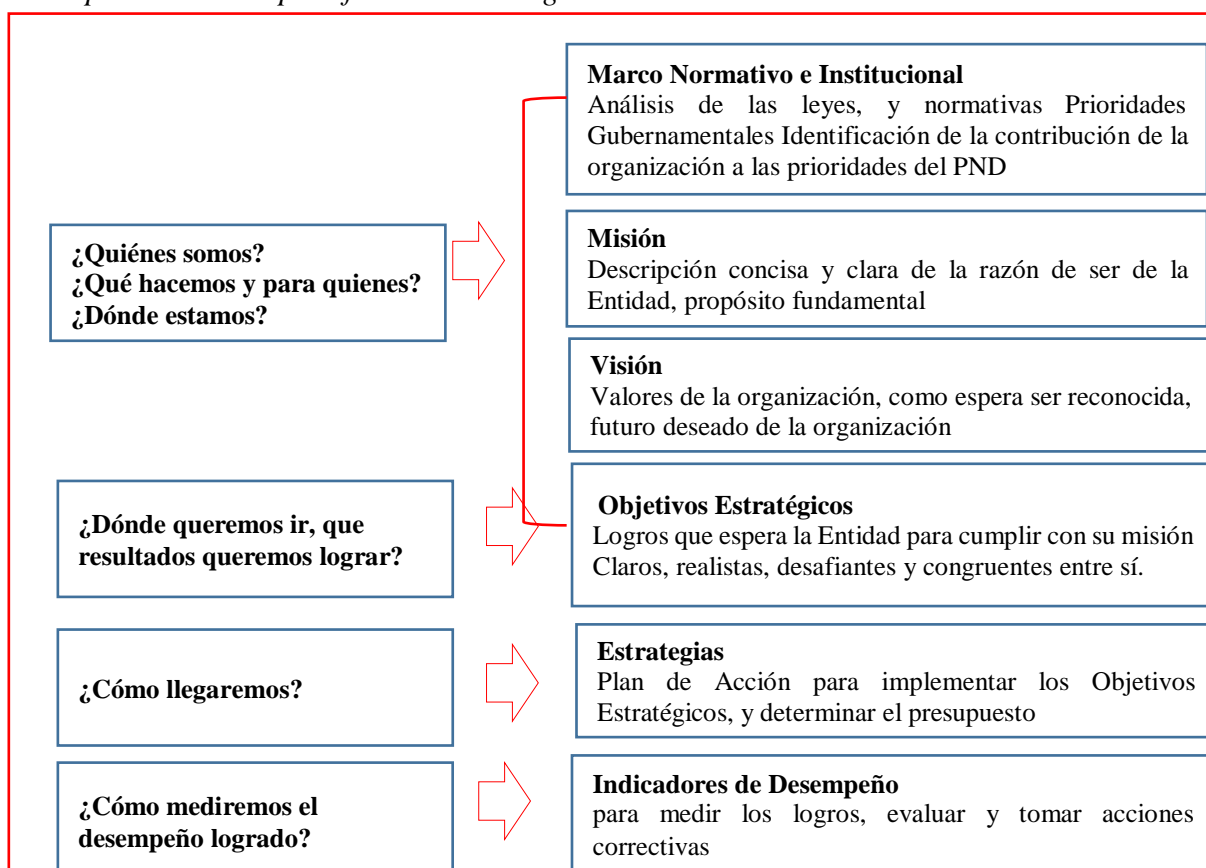 ¿Quiénes somos?
¿Qué hacemos y para quienes?
¿Dónde estamos?
Marco Normativo e Institucional
Análisis de las leyes, y normativas Prioridades
Gubernamentales Identificación de la contribución de la
organización a las prioridades del PND
Misión
Descripción concisa y clara de la razón de ser de la
Entidad, propósito fundamental
Visión
Valores de la organización, como espera ser reconocida,
futuro deseado de la organización
¿Dónde queremos ir, que
resultados queremos lograr?
Objetivos Estratégicos
Logros que espera la Entidad para cumplir con su misión
Claros, realistas, desafiantes y congruentes entre sí.
¿Cómo llegaremos?
Estrategias
Plan de Acción para implementar los Objetivos
Estratégicos, y determinar el presupuesto
¿Cómo mediremos el
desempeño logrado?
Indicadores de Desempeño
para medir los logros, evaluar y tomar acciones
correctivas